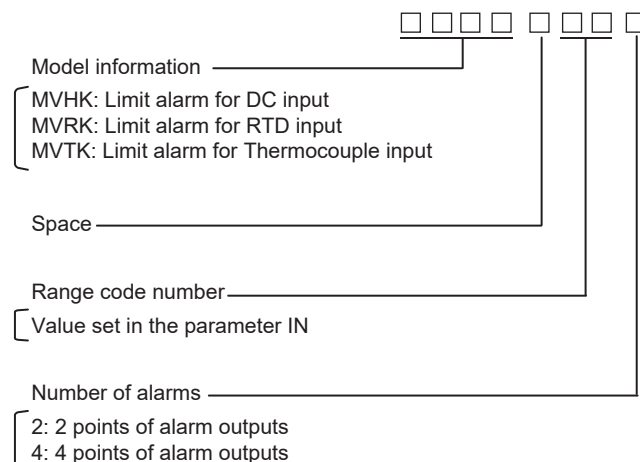 □□□□ □ □□ □
Model information
MVHK: Limit alarm for DC input
MVRK: Limit alarm for RTD input
MVTK: Limit alarm for Thermocouple input
Space
Range code number
Value set in the parameter IN
Number of alarms
2: 2 points of alarm outputs
4: 4 points of alarm outputs